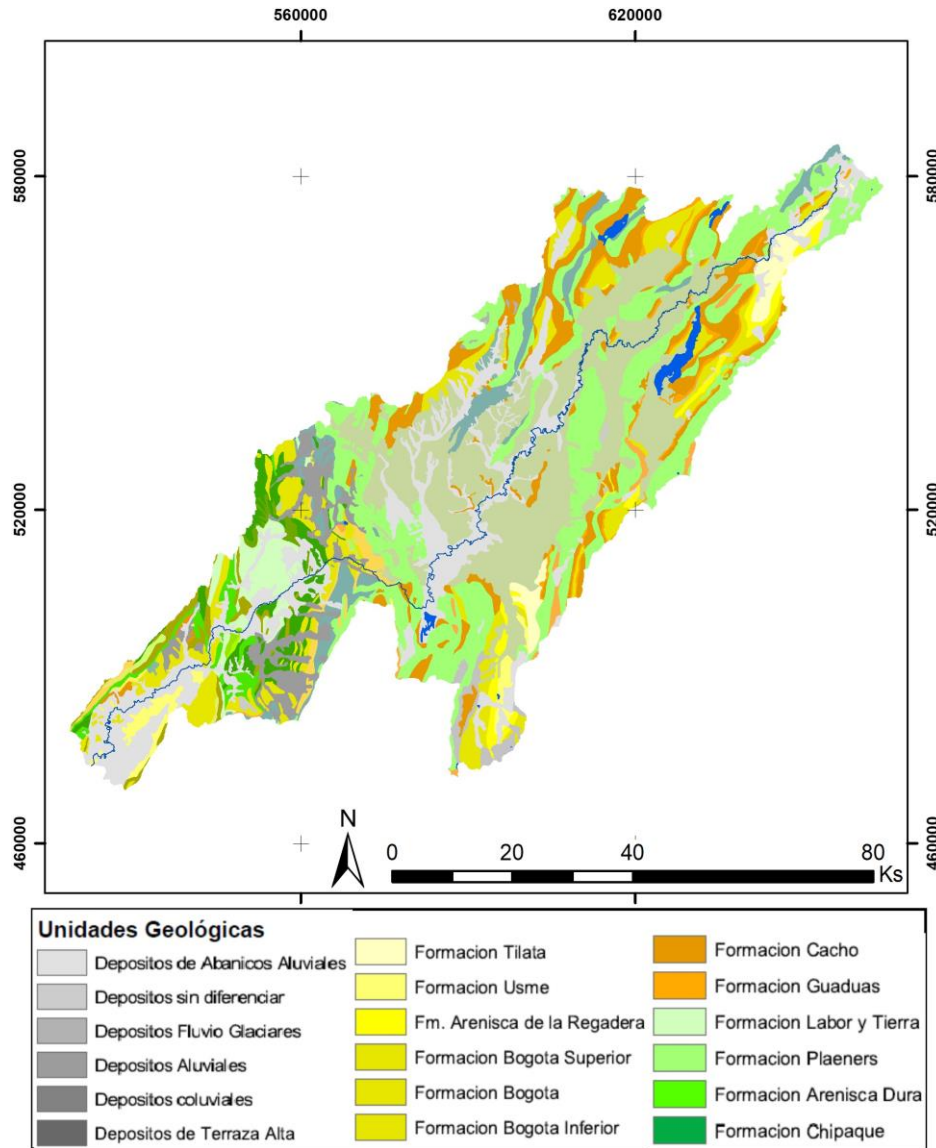 560000 620000
580000 580000
520000 520000
460000 460000
N
0 20 40 80
Ks
Unidades Geológicas
Depositos de Abanicos Aluviales
Depositos sin diferenciar
Depositos Fluvio Glaciares
Depositos Aluviales
Depositos coluviales
Depositos de Terraza Alta
Formacion Tilata
Formacion Usme
Fm. Arenisca de la Regadera
Formacion Bogota Superior
Formacion Bogota
Formacion Bogota Inferior
Formacion Cacho
Formacion Guaduas
Formacion Labor y Tierra
Formacion Plaeners
Formacion Arenisca Dura
Formacion Chipaque